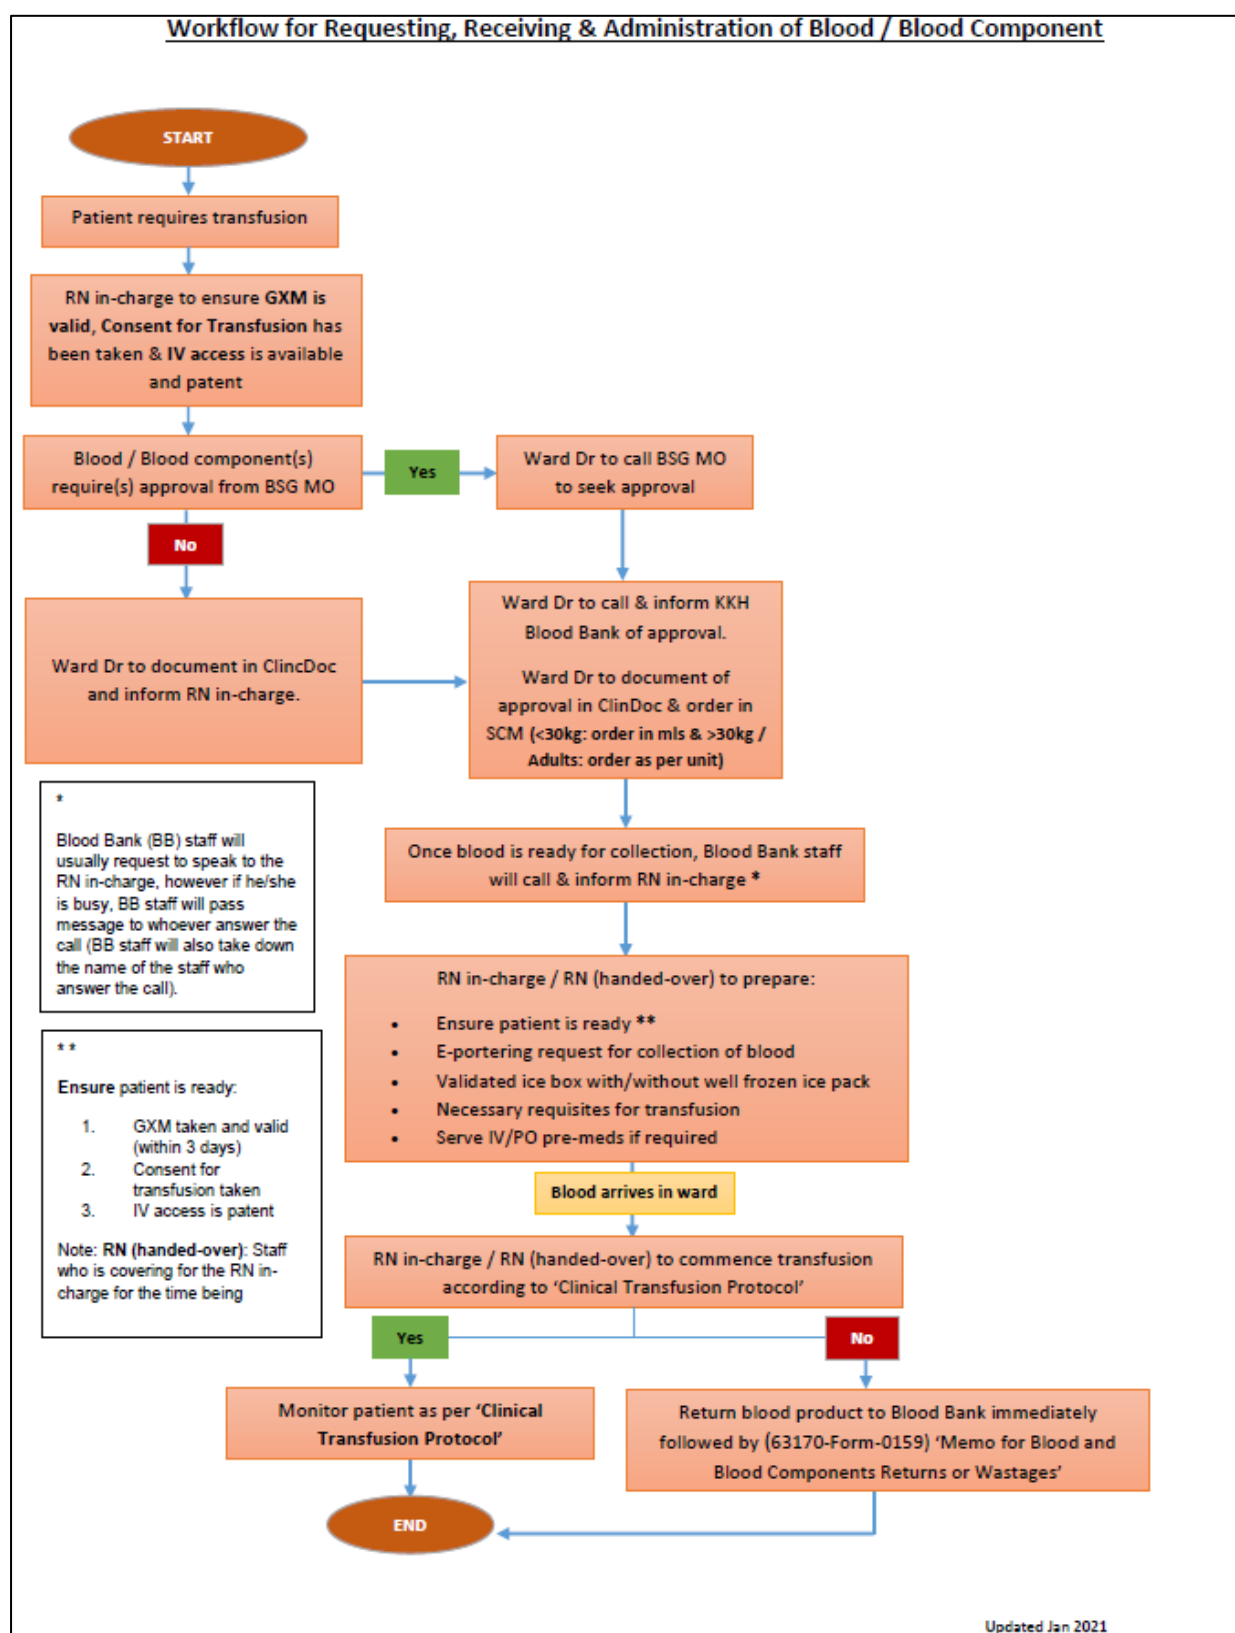 Workflow for Requesting, Receiving & Administration of Blood / Blood Component
START
Patient requires transfusion
RN in-charge to ensure GXM is
valid, Consent for Transfusion has
been taken & IV access is available
and patent
Blood / Blood component(s)
require(s) approval from BSG MO
Yes
Ward Dr to call BSG MO
to seek approval
No
Ward Dr to document in ClincDoc
and inform RN in-charge.
Ward Dr to call & inform KKH
Blood Bank of approval.
Ward Dr to document of
approval in ClinDoc & order in
SCM (<30kg: order in mls & >30kg /
Adults: order as per unit)
*
Blood Bank (BB) staff will
usually request to speak to the
RN in-charge, however if he/she
is busy, BB staff will pass
message to whoever answer the
call (BB staff will also take down
the name of the staff who
answer the call).
Once blood is ready for collection, Blood Bank staff
will call & inform RN in-charge *
RN in-charge / RN (handed-over) to prepare:
• Ensure patient is ready **
• E-portering request for collection of blood
• Validated ice box with/without well frozen ice pack
• Necessary requisites for transfusion
• Serve IV/PO pre-meds if required
* *
Ensure patient is ready:
1. GXM taken and valid
(within 3 days)
2. Consent for
transfusion taken
3. IV access is patent
Note: RN (handed-over): Staff
who is covering for the RN in-
charge for the time being
Blood arrives in ward
RN in-charge / RN (handed-over) to commence transfusion
according to ‘Clinical Transfusion Protocol’
Yes
No
Monitor patient as per ‘Clinical
Transfusion Protocol’
Return blood product to Blood Bank immediately
followed by (63170-Form-0159) ‘Memo for Blood and
Blood Components Returns or Wastages’
END
Updated Jan 2021